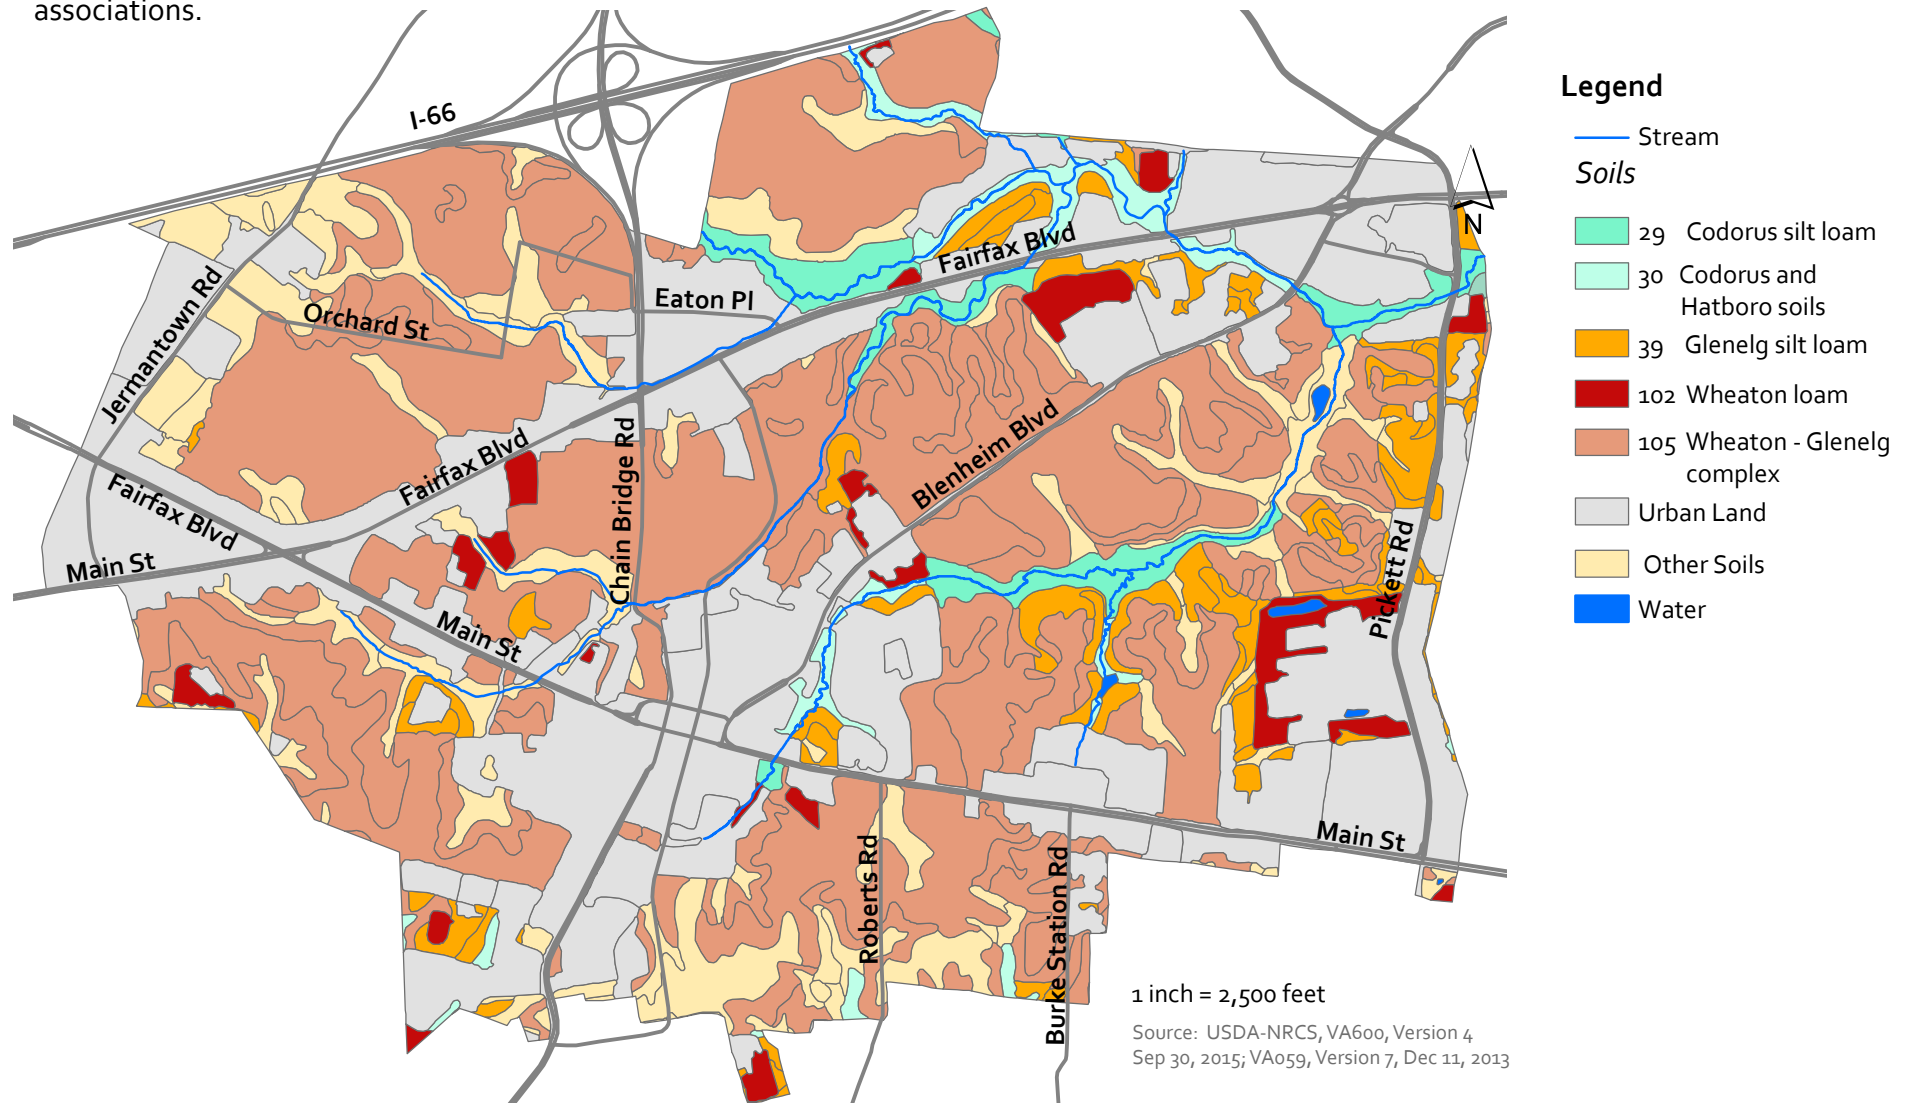 associations.
I-66
Jermantown Rd
Orchard St
Eaton Pl
Fairfax Blvd
Fairfax Blvd
Fairfax Blvd
Main St
Main St
Chain Bridge Rd
Blenheim Blvd
Pickett Rd
Main St
Roberts Rd
Burke Station Rd
N
Legend
Stream
Soils
29 Codorus silt loam
30 Codorus and
Hatboro soils
39 Glenelg silt loam
102 Wheaton loam
105 Wheaton - Glenelg
complex
Urban Land
Other Soils
Water
1 inch = 2,500 feet
Source: USDA-NRCS, VA600, Version 4
Sep 30, 2015; VA059, Version 7, Dec 11, 2013